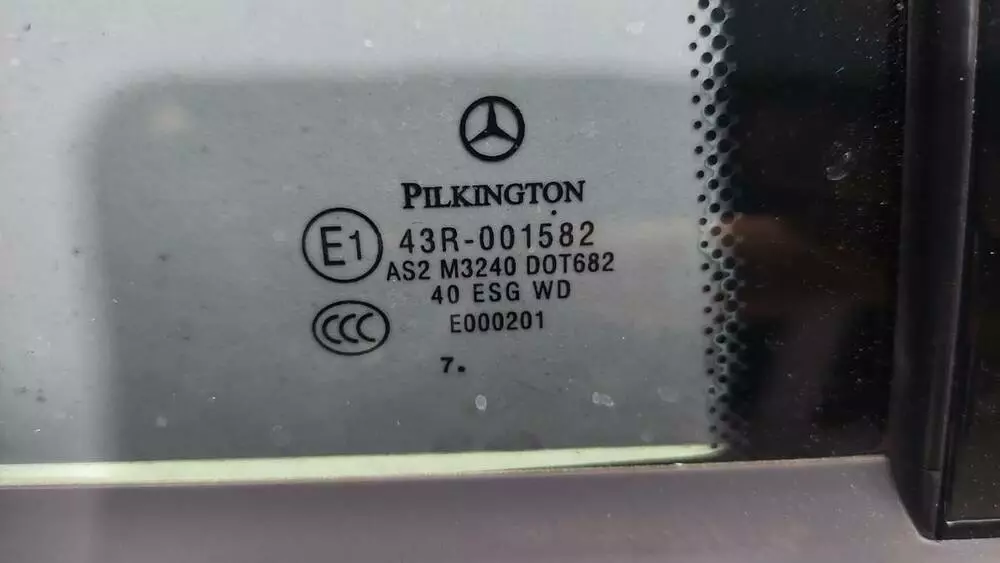 PILKINGTON
E1
43R-001582
AS2 M3240 DOT682
40 ESG WD
CCC
E000201
7.